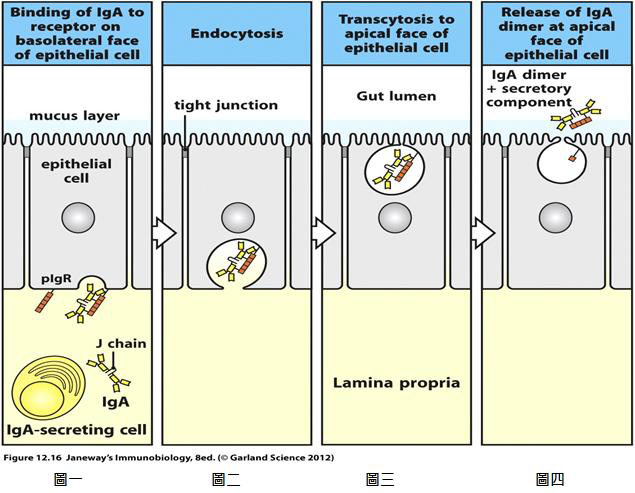 Binding of IgA to
receptor on
basolateral face
of epithelial cell
Endocytosis
Transcytosis to
apical face of
epithelial cell
Release of IgA
dimer at apical
face of
epithelial cell
mucus layer
epithelial
cell
pIgR
J chain
IgA
IgA-secreting cell
tight junction
Gut lumen
Lamina propria
IgA dimer
+ secretory
component
Figure 12.16 Janeway's Immunobiology, 8ed. (© Garland Science 2012)
圖一
圖二
圖三
圖四